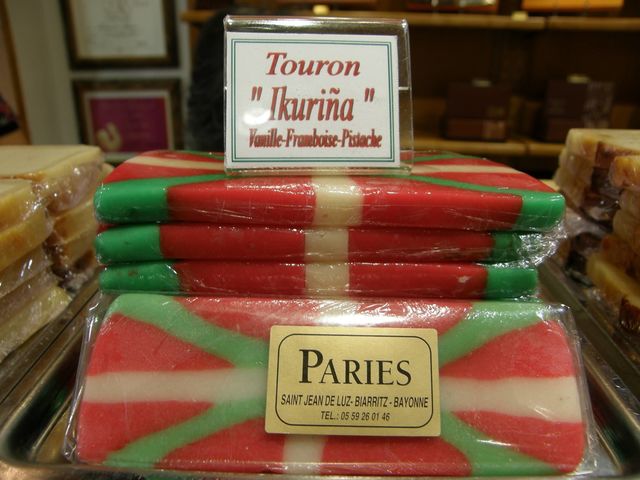 Touron
" Ikuriña "
Vanille-Framboise-Pistache
PARIES
SAINT JEAN DE LUZ- BIARRITZ - BAYONNE
TEL.: 05 59 26 01 46